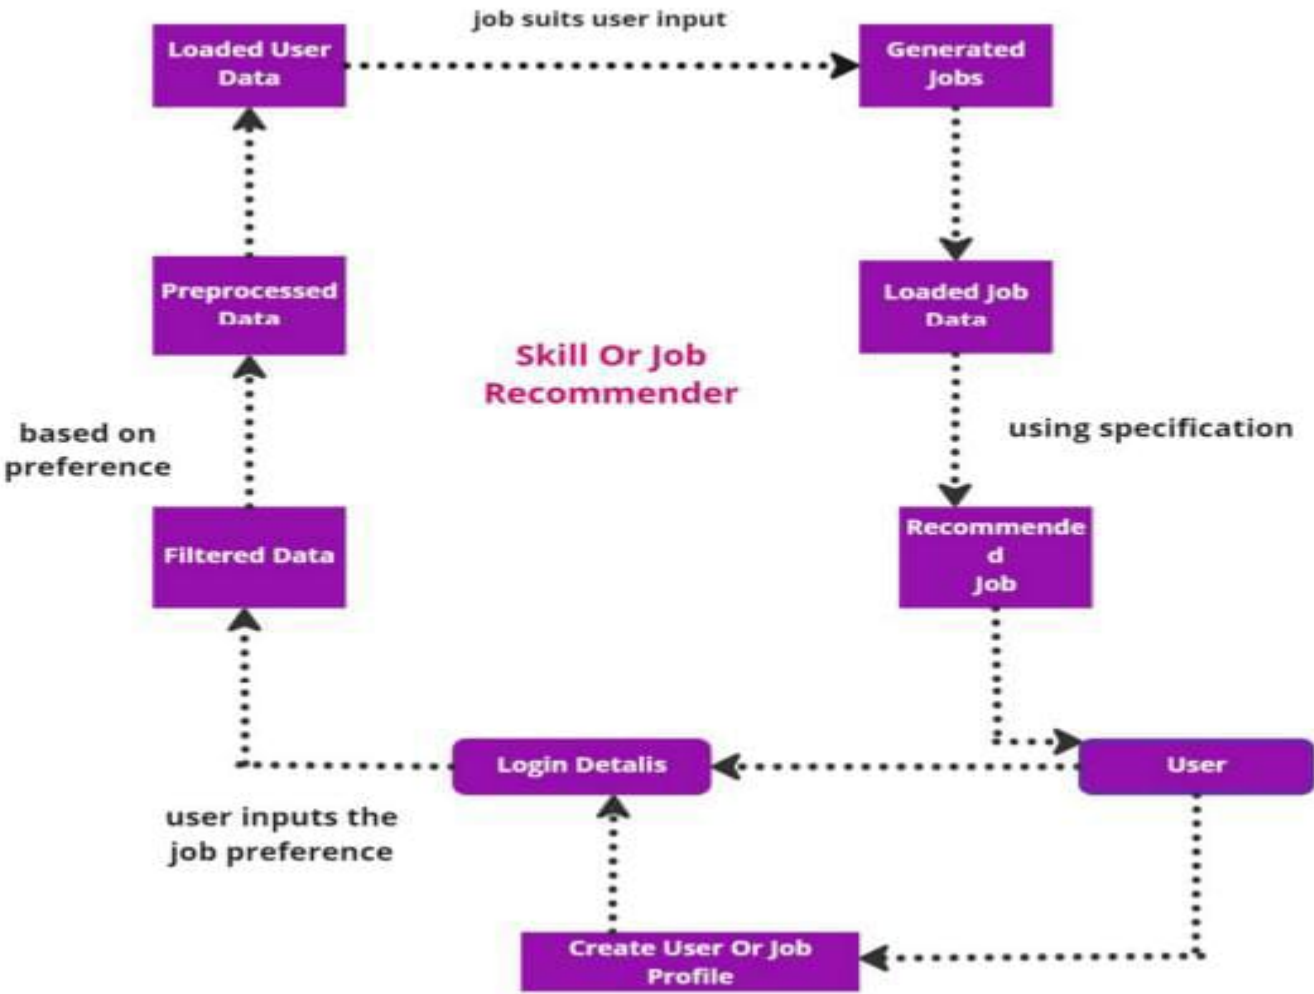 job suits user input
Loaded User
Data
Generated
Jobs
Preprocessed
Data
Loaded Job
Data
Skill Or Job
Recommender
based on
preference
using specification
Filtered Data
Recommende
d
Job
Login Detalis
User
user inputs the
job preference
Create User Or Job
Profile